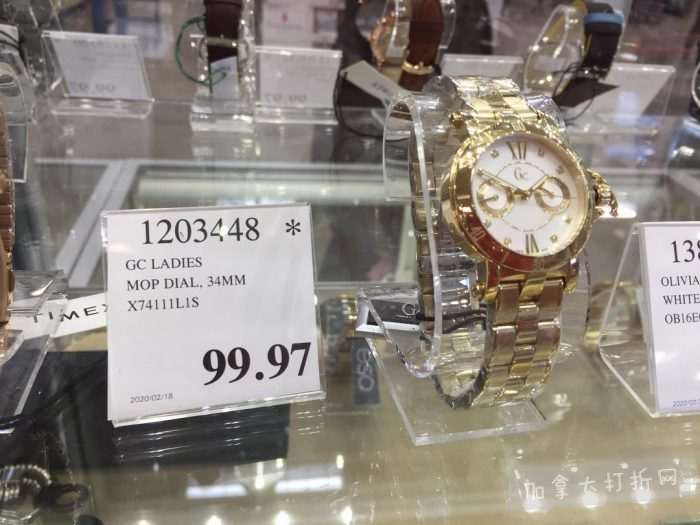 1203448 *
GC LADIES
MOP DIAL, 34MM
X74111L1S
99.97
2020/02/18
TIMEX
Gc
138
OLIVIA
WHITE
OB16E
加拿大打折网